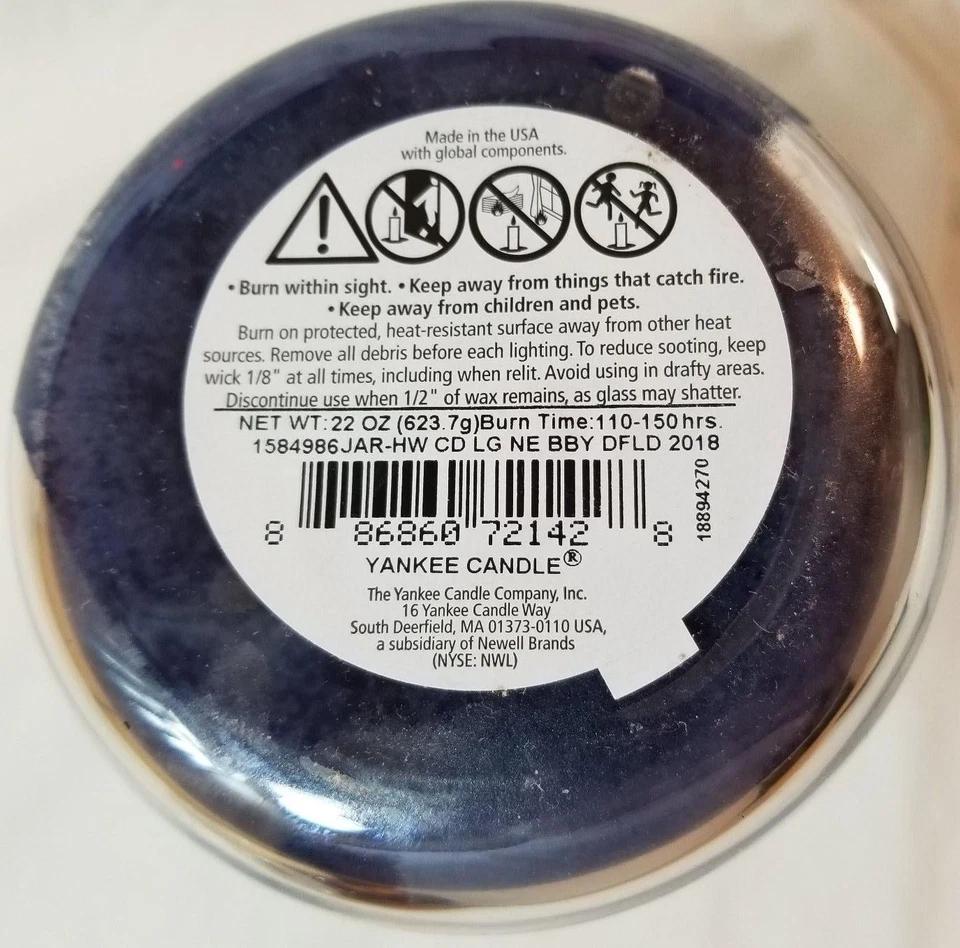 Made in the USA
with global components.
• Burn within sight. • Keep away from things that catch fire.
• Keep away from children and pets.
Burn on protected, heat-resistant surface away from other heat
sources. Remove all debris before each lighting. To reduce sooting, keep
wick 1/8" at all times, including when relit. Avoid using in drafty areas.
Discontinue use when 1/2" of wax remains, as glass may shatter.
NET WT:22 OZ (623.7g)Burn Time:110-150hrs.
1584986JAR-HW CD LG NE BBY DFLD 2018
18894270
8 86860 72142 8
YANKEE CANDLE®
The Yankee Candle Company, Inc.
16 Yankee Candle Way
South Deerfield, MA 01373-0110 USA,
a subsidiary of Newell Brands
(NYSE: NWL)